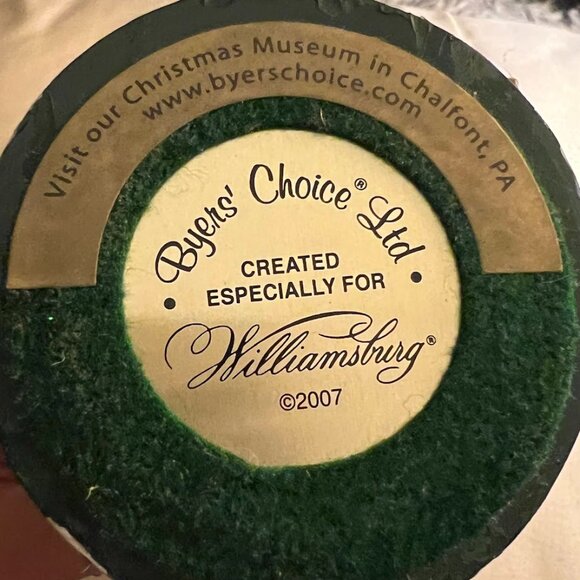 Visit our Christmas Museum in Chalfont, PA
www.byerschoice.com
Byers' Choice® Ltd
• CREATED •
ESPECIALLY FOR
Williamsburg®
©2007